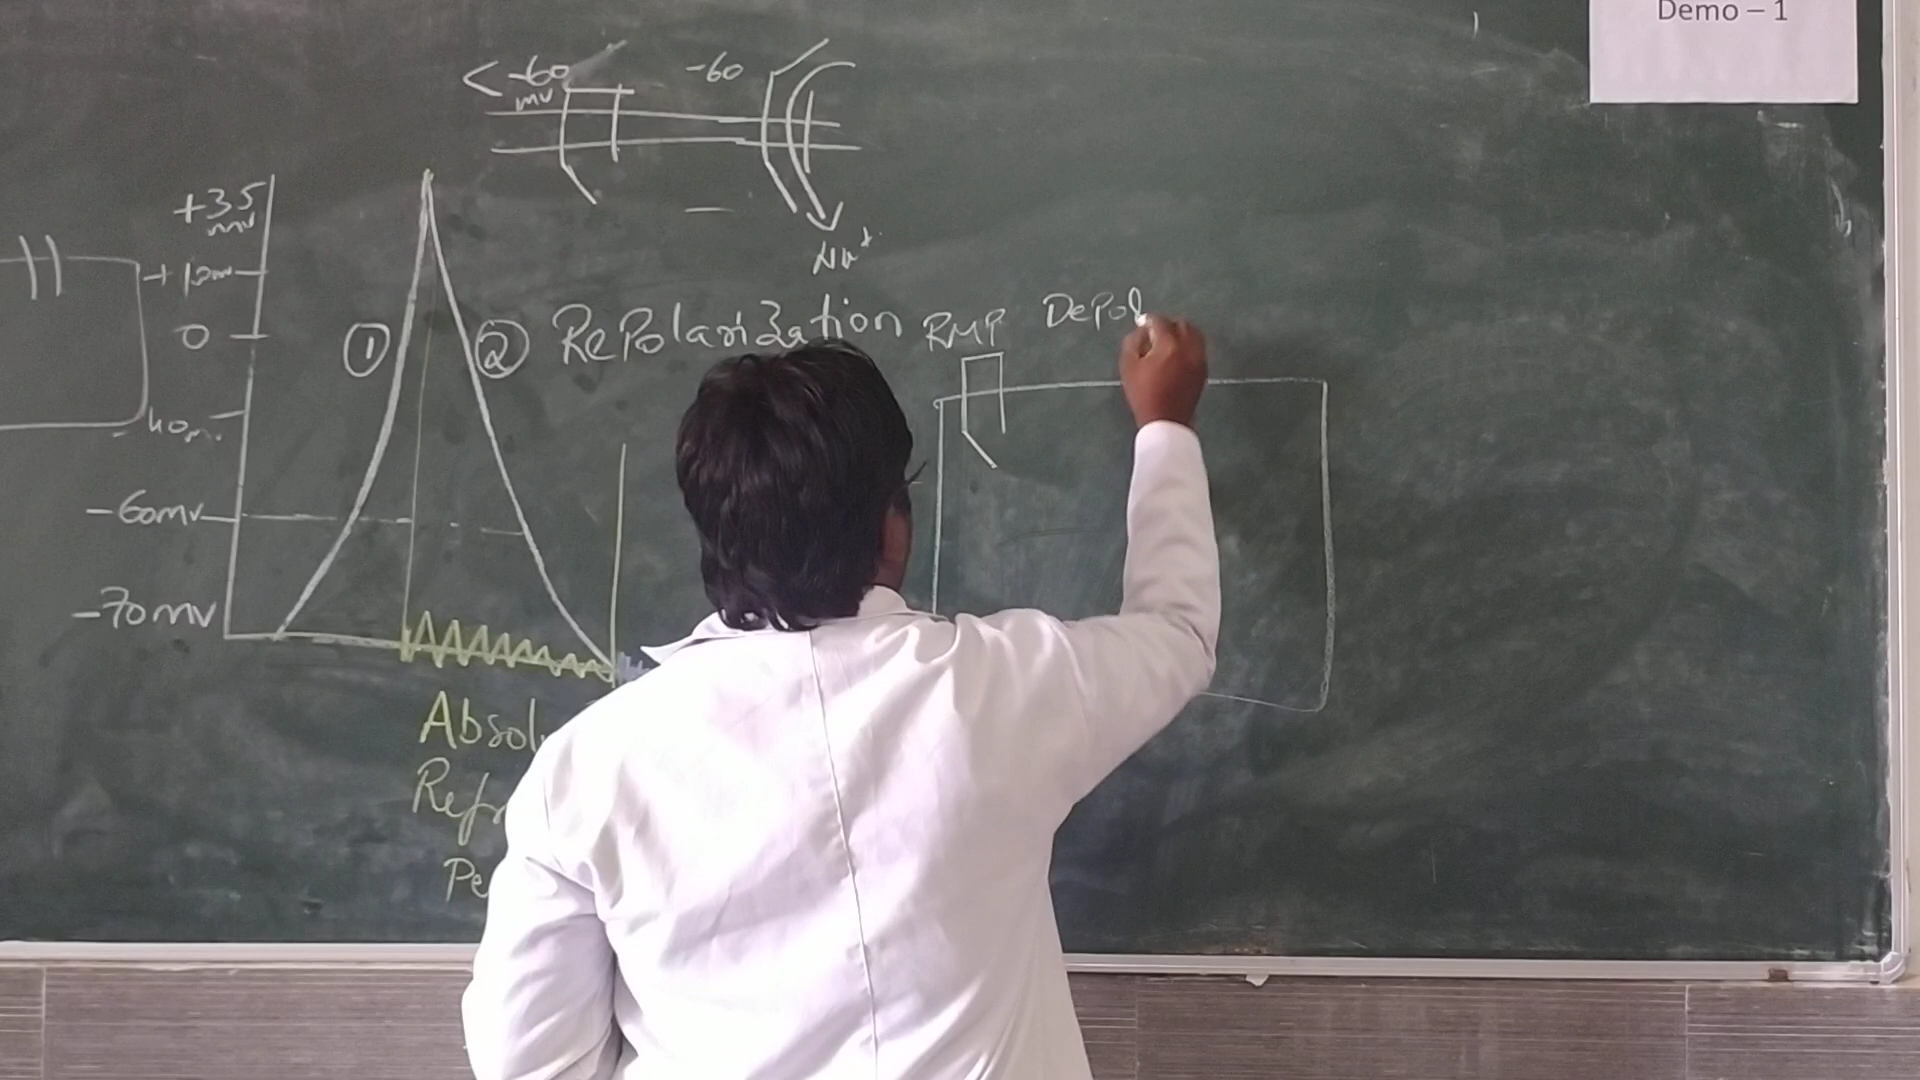 Demo – 1
< -60 mv
-60
+35 mv
Na+
+10mv
0
① ② RePolarization RMP Depol
-40m.
-60mv
-70mv
Absol
Refr
Pe